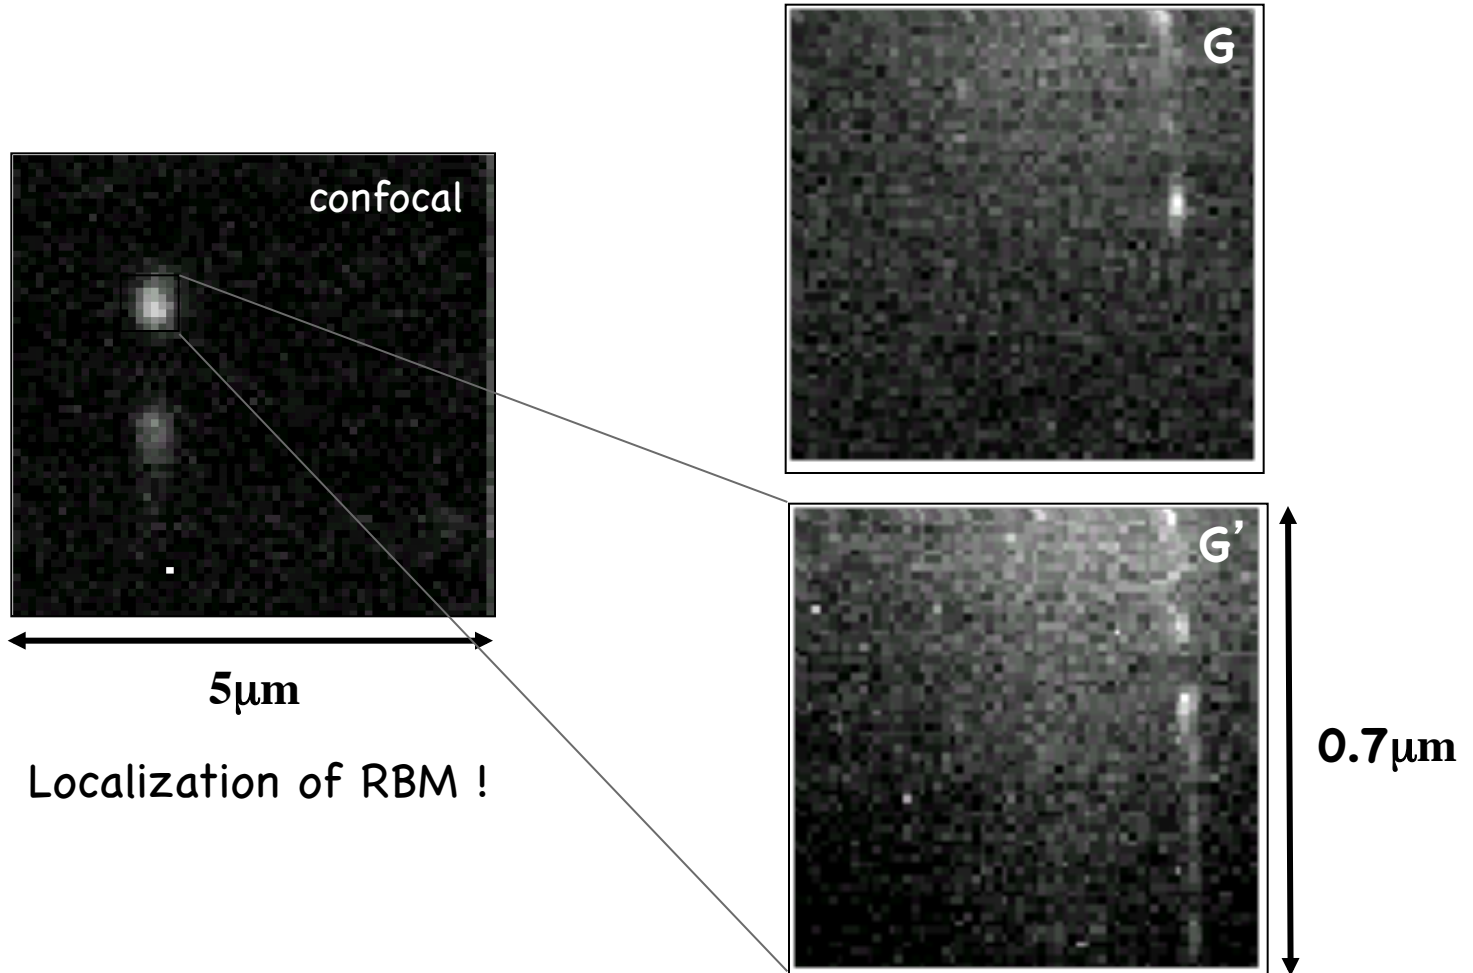 confocal
5μm
Localization of RBM !
G
G’
0.7μm